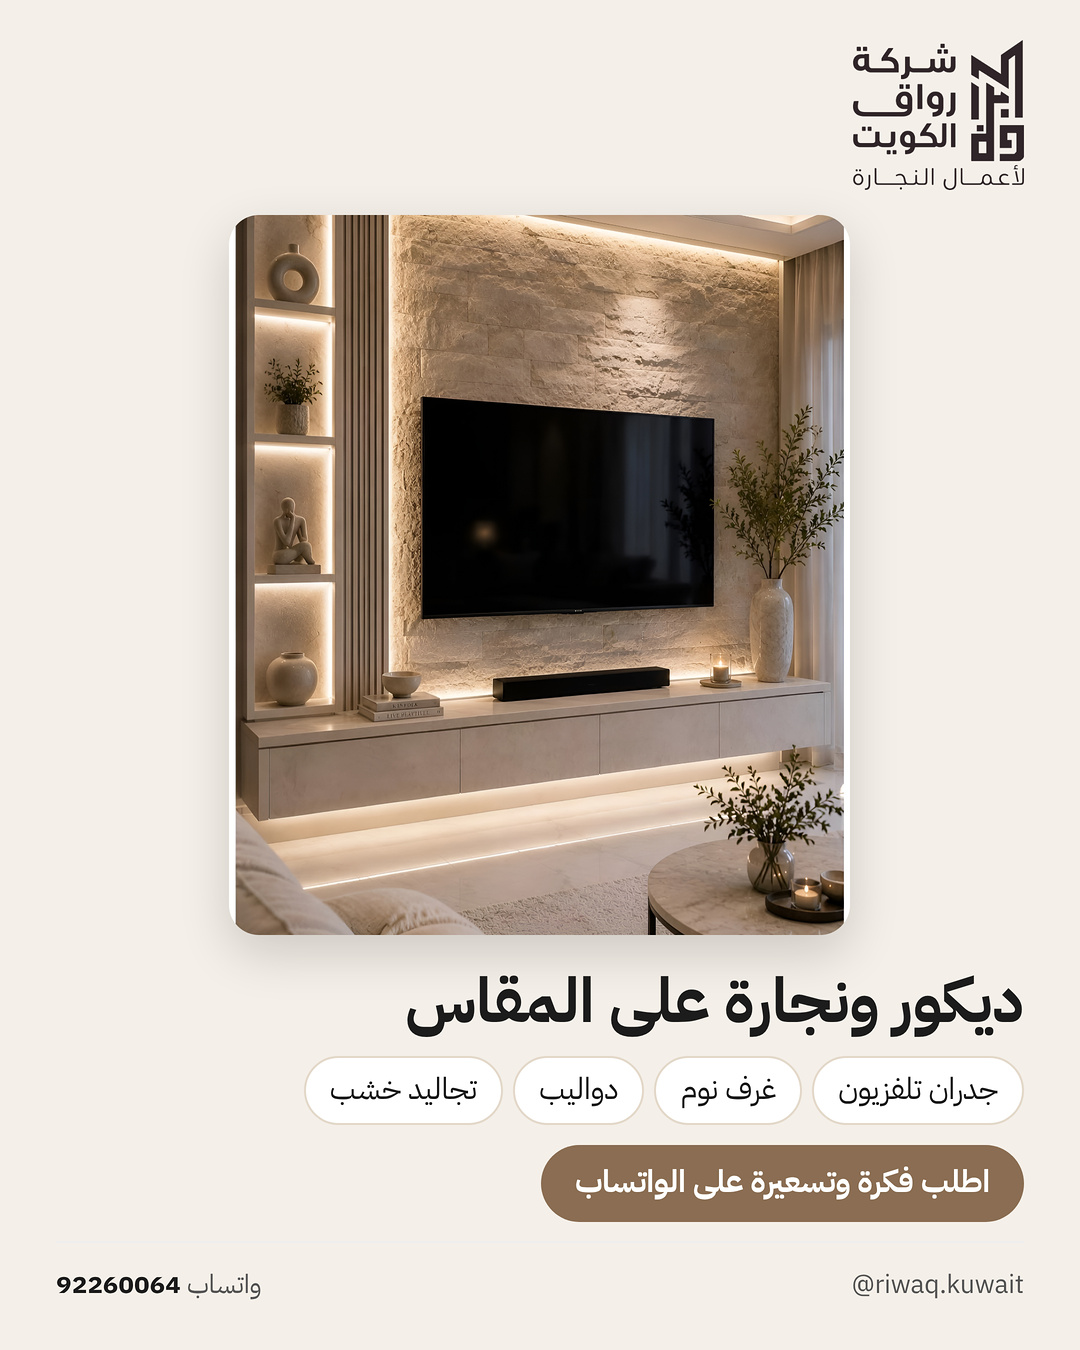 شركة
رواق
الكويت
لأعمال النجارة
ديكور ونجارة على المقاس
جدران تلفزيون
غرف نوم
دواليب
تجاليد خشب
اطلب فكرة وتسعيرة على الواتساب
@riwaq.kuwait
واتساب 92260064